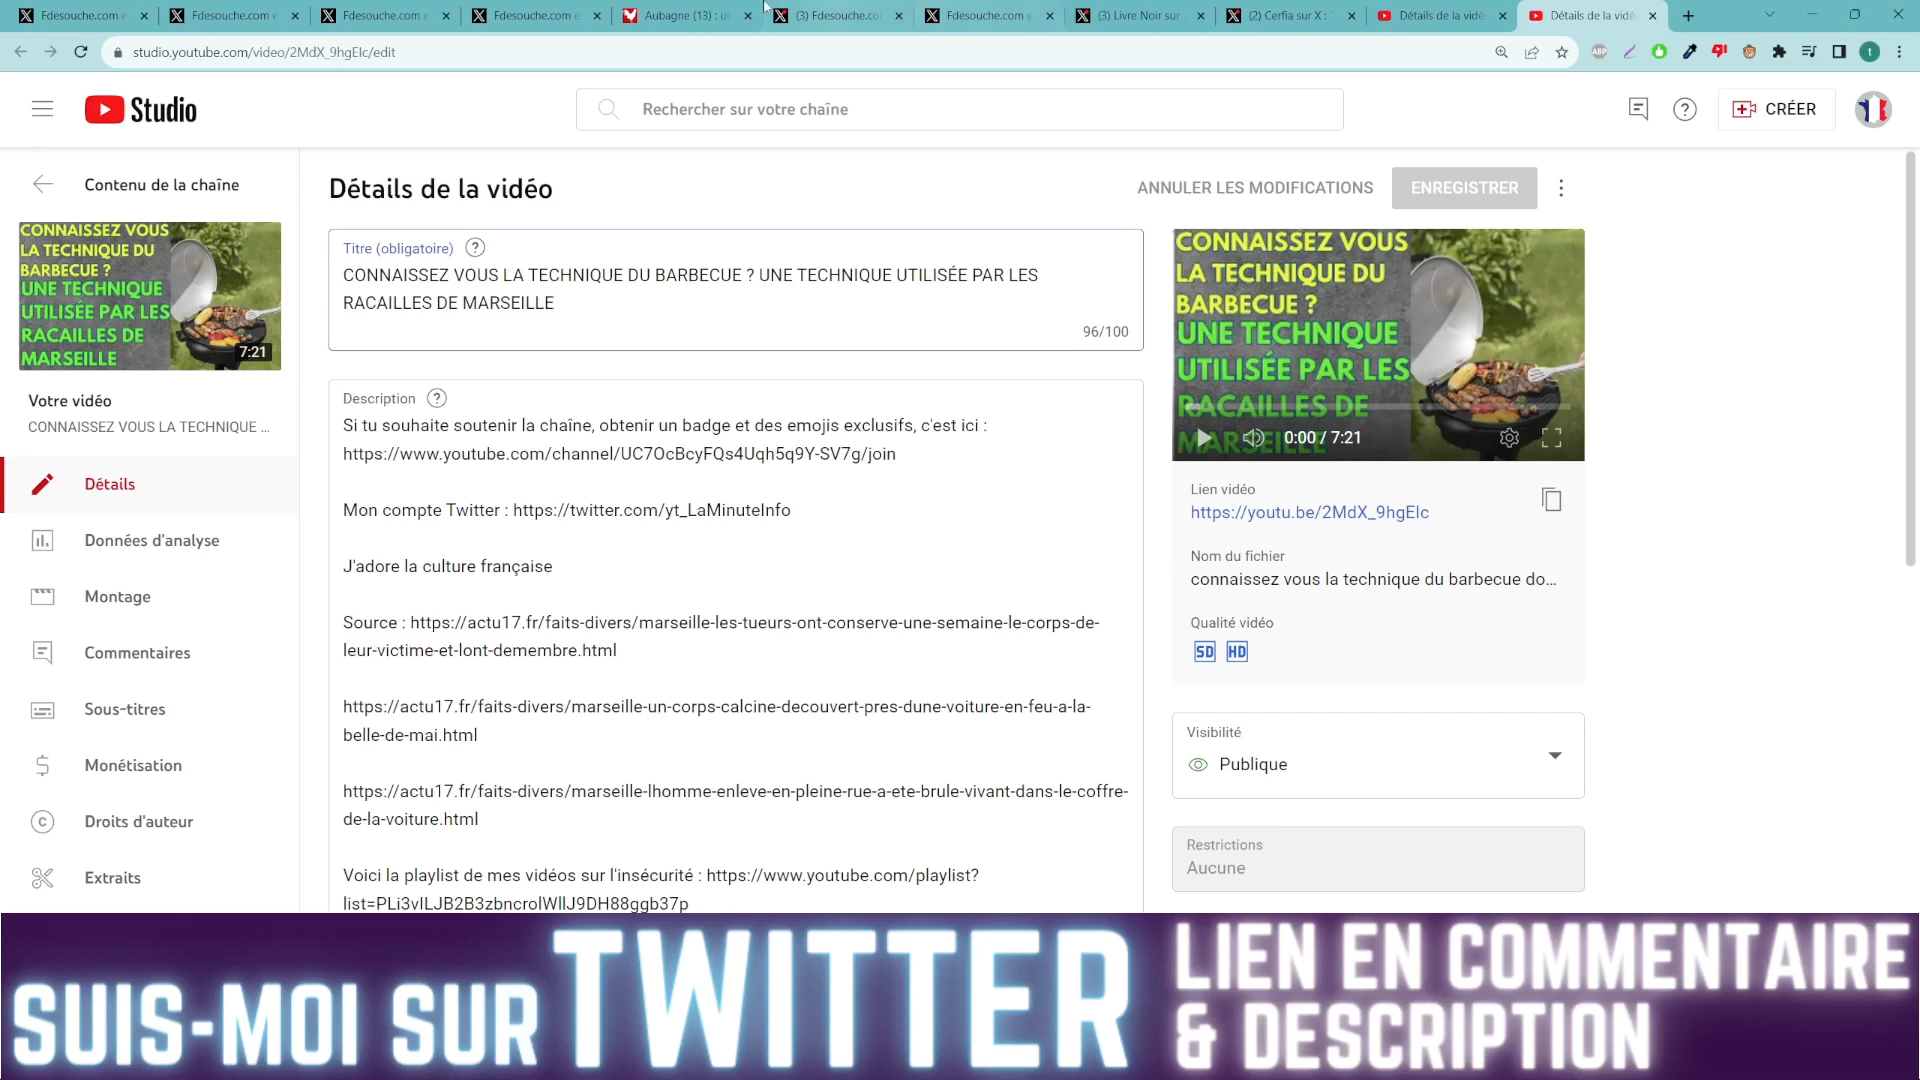 Fdesouche.com e
Fdesouche.com e
Fdesouche.com e
Fdesouche.com e
Aubagne (13) : un
(3) Fdesouche.co
Fdesouche.com e
(3) Livre Noir sur
(2) Cerfia sur X :
Détails de la vidé
Détails de la vidé
studio.youtube.com/video/2MdX_9hgEIc/edit
ABP
t
Studio
Rechercher sur votre chaîne
CRÉER
Contenu de la chaîne
CONNAISSEZ VOUS
LA TECHNIQUE DU
BARBECUE ?
UNE TECHNIQUE
UTILISÉE PAR LES
RACAILLES DE
MARSEILLE
7:21
Votre vidéo
CONNAISSEZ VOUS LA TECHNIQUE ...
Détails
Données d'analyse
Montage
Commentaires
Sous-titres
Monétisation
Droits d'auteur
Extraits
Détails de la vidéo
ANNULER LES MODIFICATIONS
ENREGISTRER
Titre (obligatoire)
CONNAISSEZ VOUS LA TECHNIQUE DU BARBECUE ? UNE TECHNIQUE UTILISÉE PAR LES
RACAILLES DE MARSEILLE
96/100
Description
Si tu souhaite soutenir la chaîne, obtenir un badge et des emojis exclusifs, c'est ici :
https://www.youtube.com/channel/UC7OcBcyFQs4Uqh5q9Y-SV7g/join
Mon compte Twitter : https://twitter.com/yt_LaMinuteInfo
J'adore la culture française
Source : https://actu17.fr/faits-divers/marseille-les-tueurs-ont-conserve-une-semaine-le-corps-de-
leur-victime-et-lont-demembre.html
https://actu17.fr/faits-divers/marseille-un-corps-calcine-decouvert-pres-dune-voiture-en-feu-a-la-
belle-de-mai.html
https://actu17.fr/faits-divers/marseille-lhomme-enleve-en-pleine-rue-a-ete-brule-vivant-dans-le-coffre-
de-la-voiture.html
Voici la playlist de mes vidéos sur l'insécurité : https://www.youtube.com/playlist?
list=PLi3vILJB2B3zbncrolWllJ9DH88ggb37p
CONNAISSEZ VOUS
LA TECHNIQUE DU
BARBECUE ?
UNE TECHNIQUE
UTILISÉE PAR LES
RACAILLES DE
MARSEILLE
0:00 / 7:21
Lien vidéo
https://youtu.be/2MdX_9hgEIc
Nom du fichier
connaissez vous la technique du barbecue do...
Qualité vidéo
SD HD
Visibilité
Publique
Restrictions
Aucune
SUIS-MOI SUR TWITTER
LIEN EN COMMENTAIRE
& DESCRIPTION